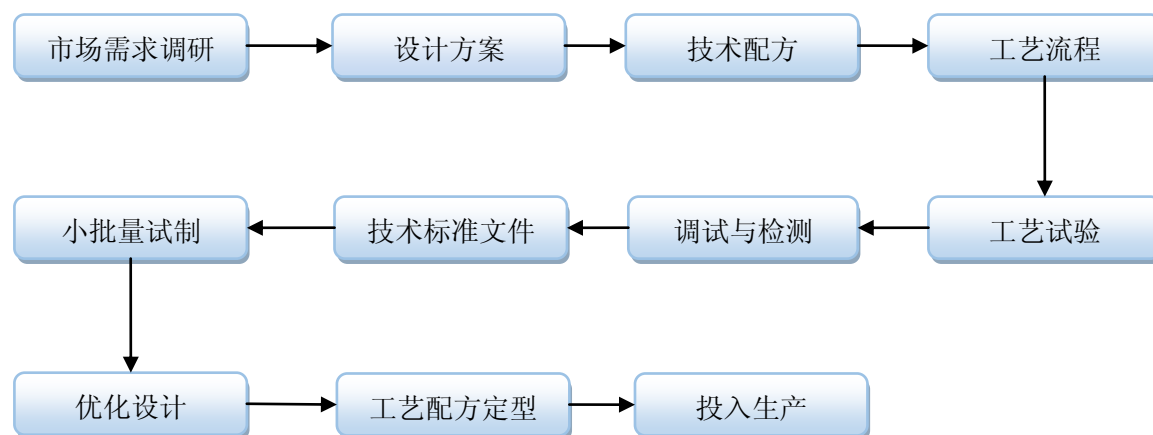 市场需求调研
设计方案
技术配方
工艺流程
工艺试验
调试与检测
技术标准文件
小批量试制
优化设计
工艺配方定型
投入生产